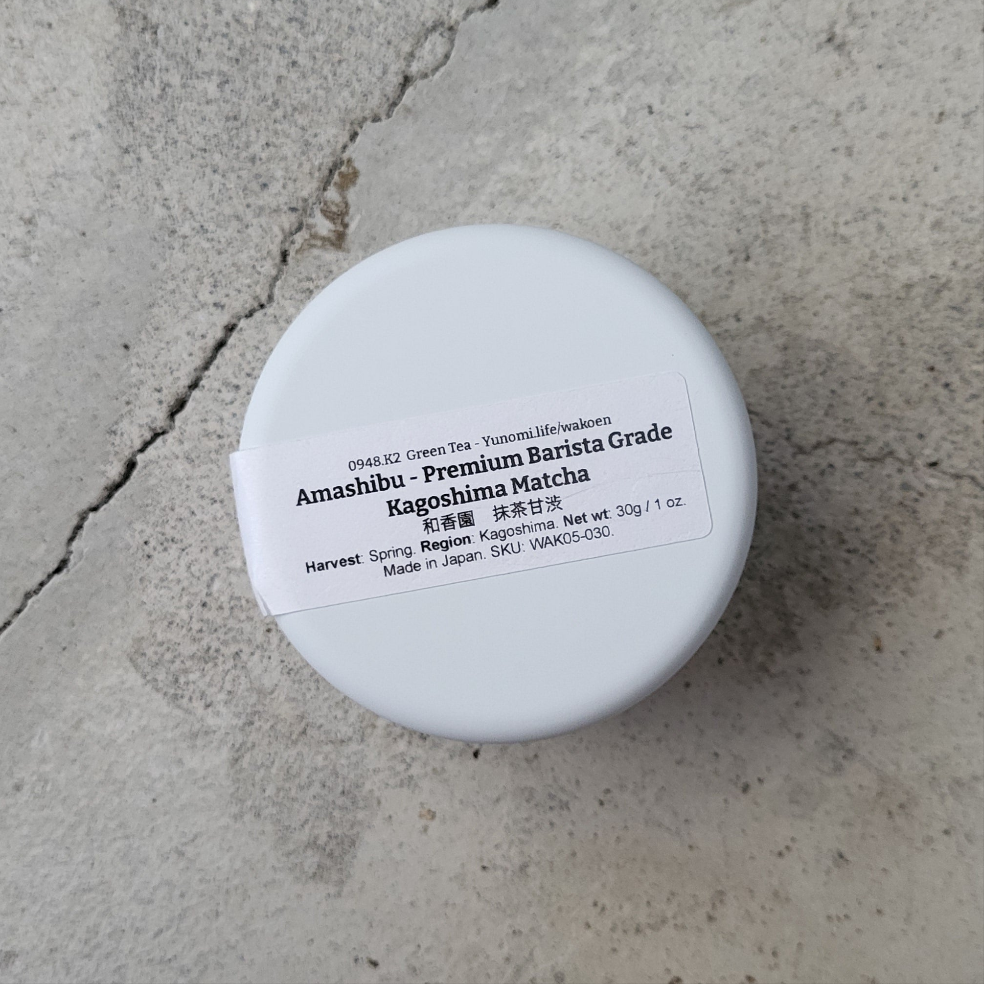 0948.K2 Green Tea - Yunomi.life/wakoen
Amashibu - Premium Barista Grade
Kagoshima Matcha
和香園　抹茶甘渋
Harvest: Spring. Region: Kagoshima. Net wt: 30g / 1 oz.
Made in Japan. SKU: WAK05-030.